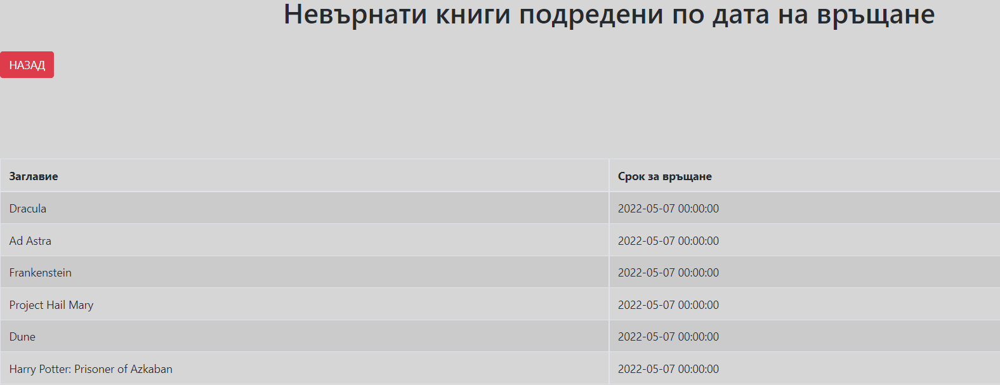 Невърнати книги подредени по дата на връщане
НАЗАД
Заглавие Срок за връщане
Dracula 2022-05-07 00:00:00
Ad Astra 2022-05-07 00:00:00
Frankenstein 2022-05-07 00:00:00
Project Hail Mary 2022-05-07 00:00:00
Dune 2022-05-07 00:00:00
Harry Potter: Prisoner of Azkaban 2022-05-07 00:00:00